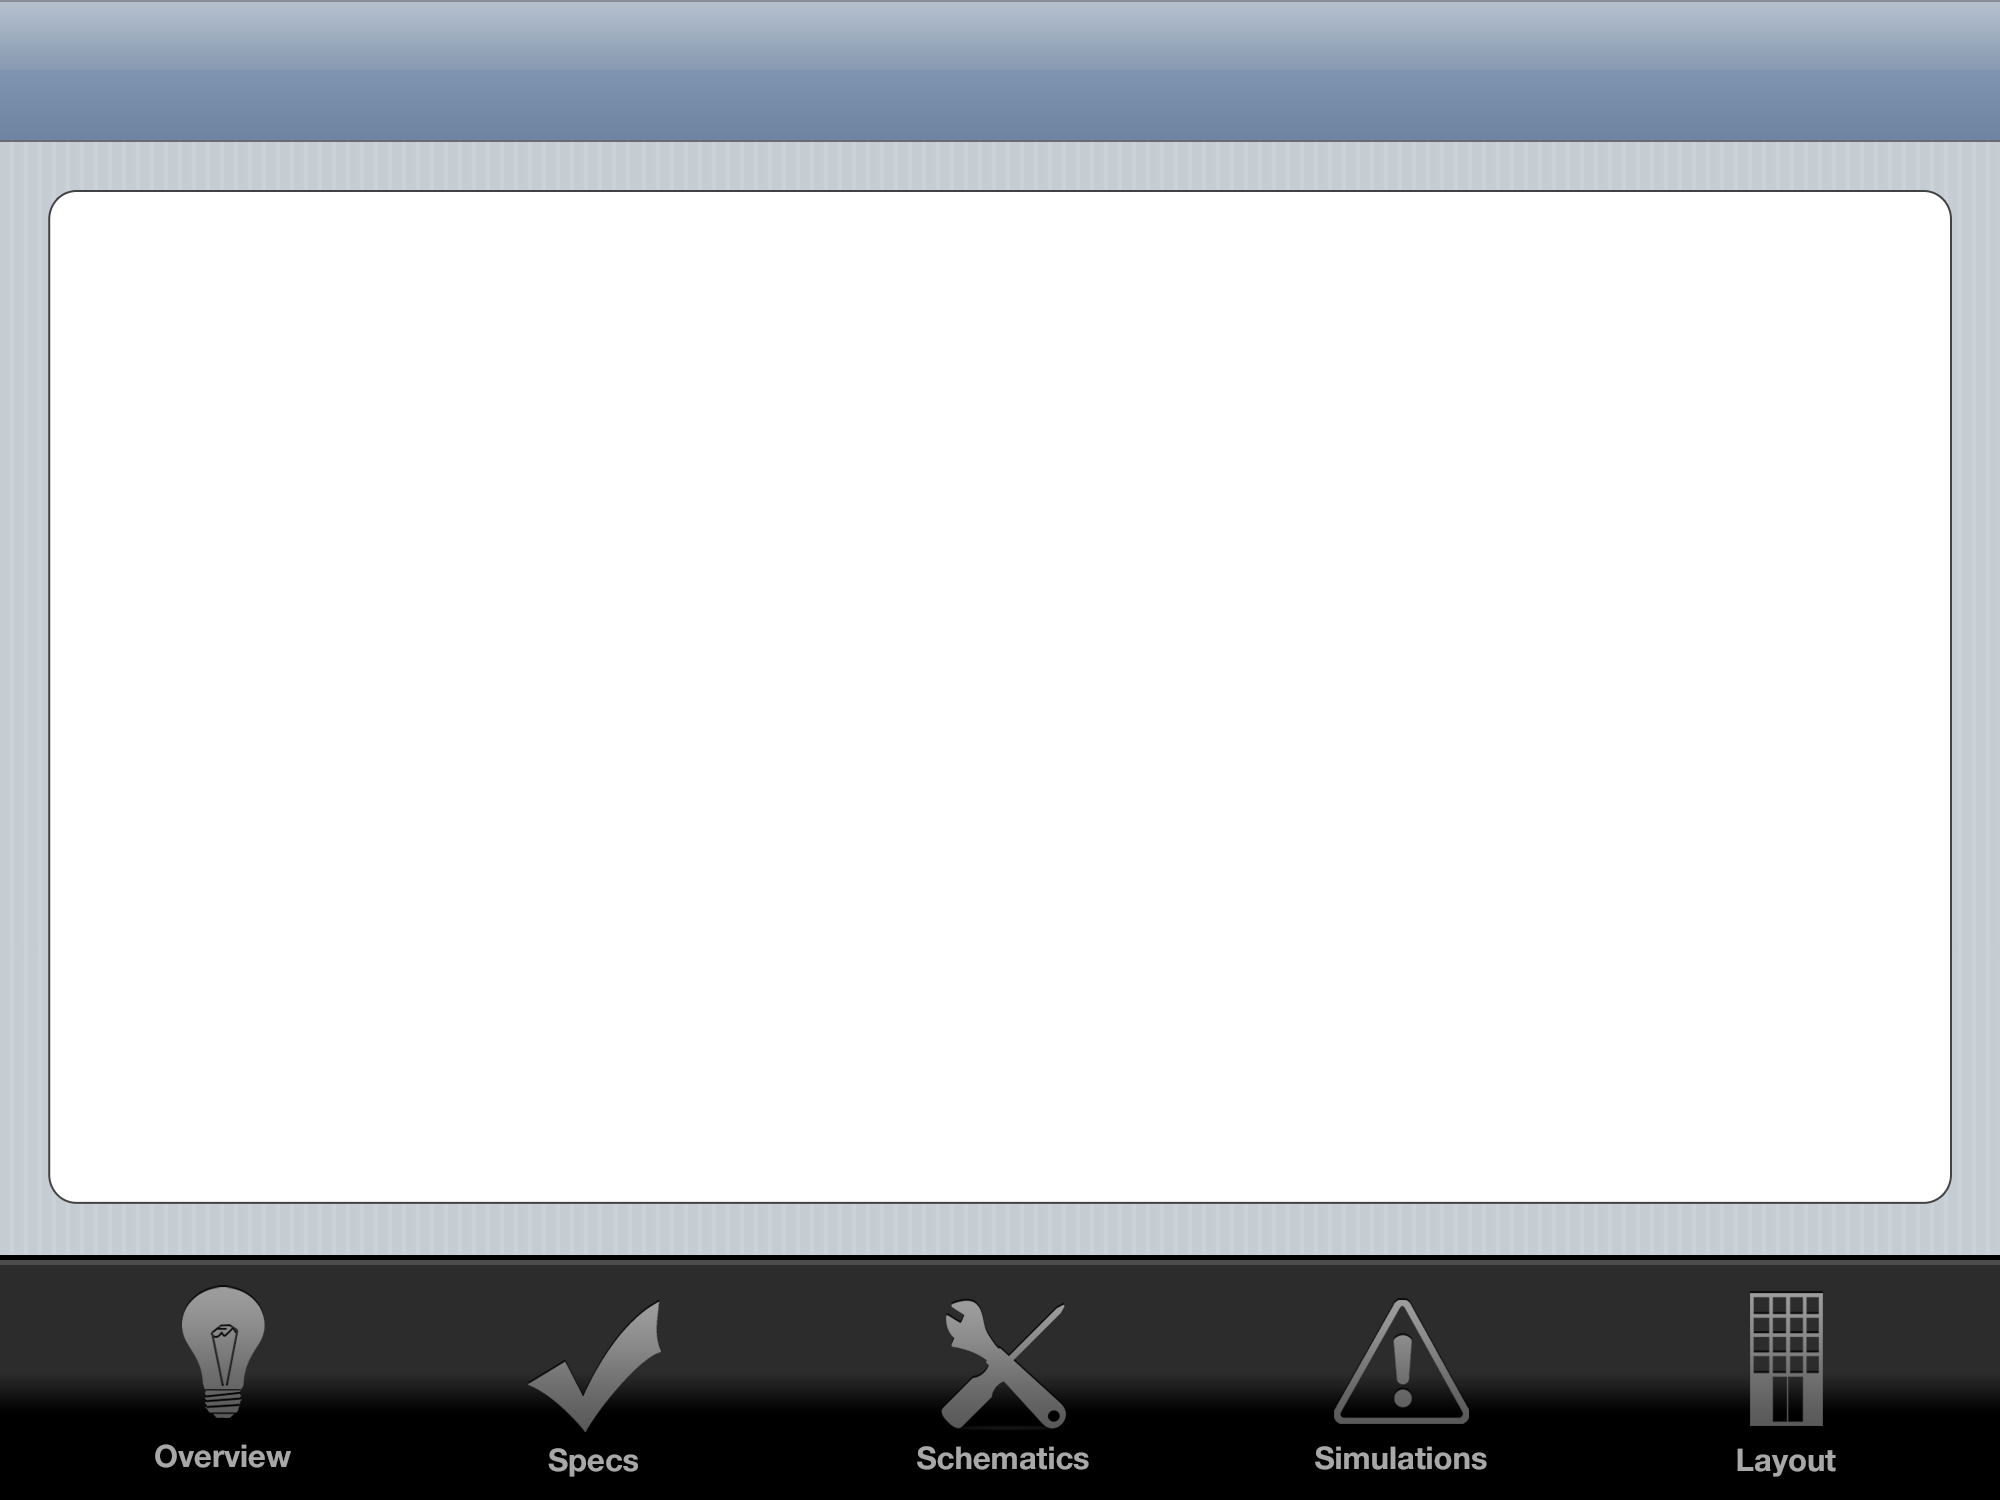 Overview
Specs
Schematics
Simulations
Layout